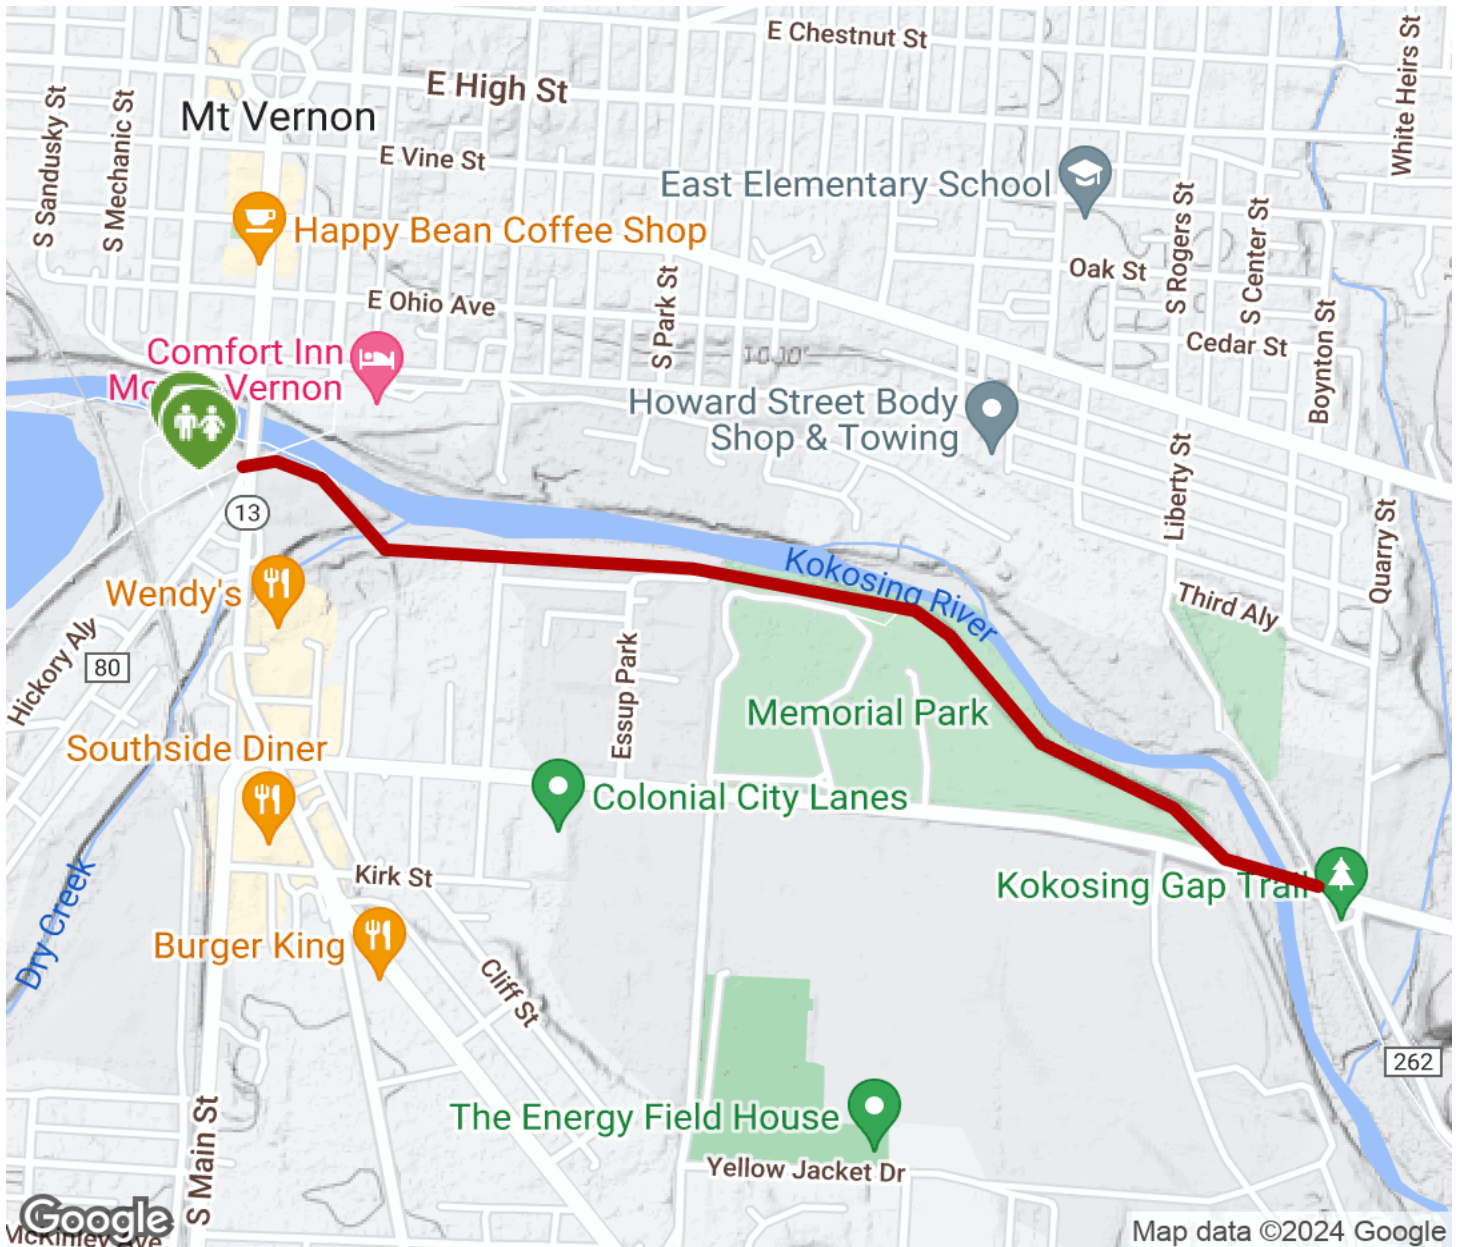 E Chestnut St
White Heirs St
E High St
S Sandusky St
S Mechanic St
Mt Vernon
E Vine St
East Elementary School
S Rogers St
S Center St
Happy Bean Coffee Shop
Oak St
S Park St
E Ohio Ave
Boynton St
Cedar St
Comfort Inn
Vernon
Howard Street Body
Shop & Towing
Liberty St
Quarry St
13
Kokosing River
Wendy's
Third Aly
Hickory Aly
80
Essup Park
Memorial Park
Southside Diner
Colonial City Lanes
Kirk St
Kokosing Gap Trail
Dry Creek
Burger King
Cliff St
262
The Energy Field House
S Main St
Yellow Jacket Dr
Google
McKinley Ave
Map data ©2024 Google